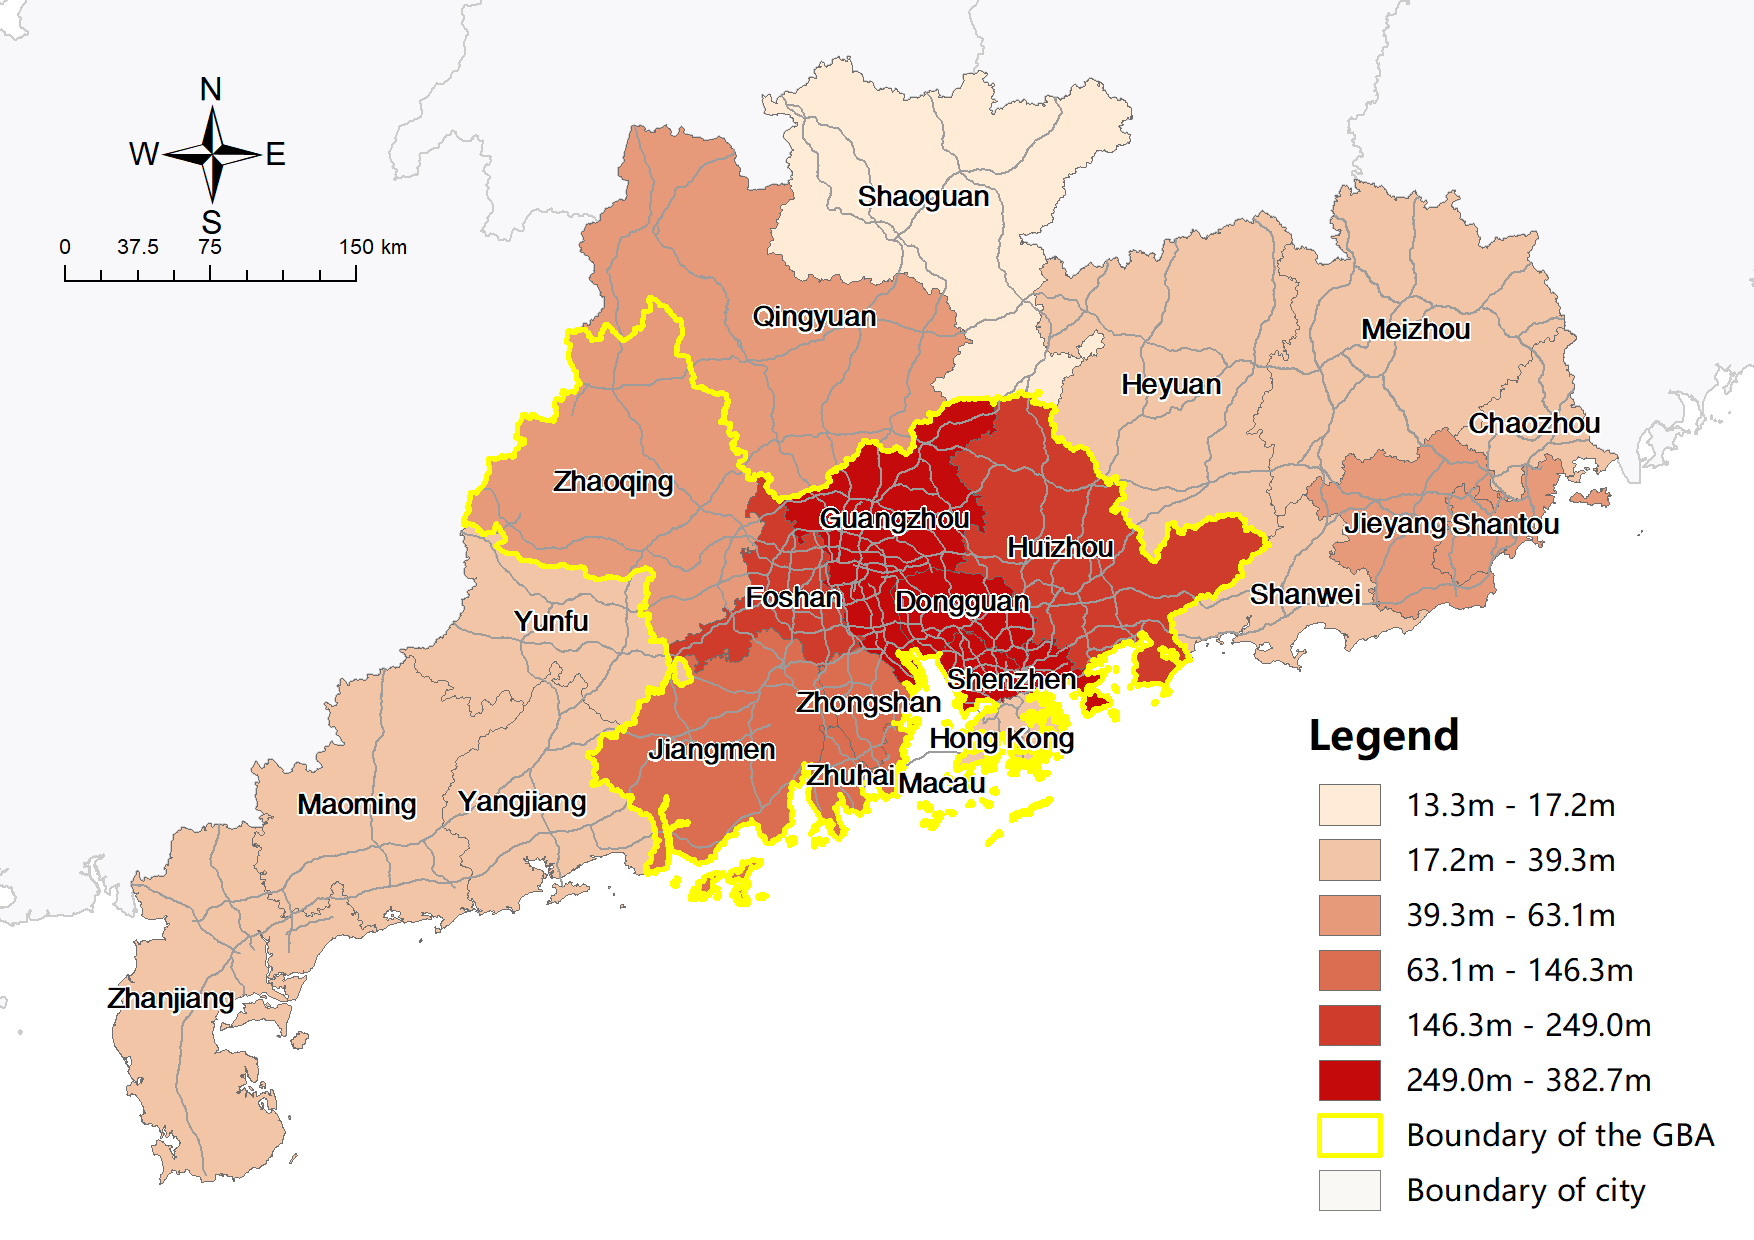 N
W E
S
0 37.5 75 150 km
Shaoguan
Qingyuan
Meizhou
Heyuan
Chaozhou
Zhaoqing
Guangzhou
Jieyang Shantou
Huizhou
Foshan
Dongguan
Shanwei
Yunfu
Shenzhen
Zhongshan
Hong Kong
Jiangmen
Zhuhai
Macau
Maoming
Yangjiang
Zhanjiang
Legend
13.3m - 17.2m
17.2m - 39.3m
39.3m - 63.1m
63.1m - 146.3m
146.3m - 249.0m
249.0m - 382.7m
Boundary of the GBA
Boundary of city